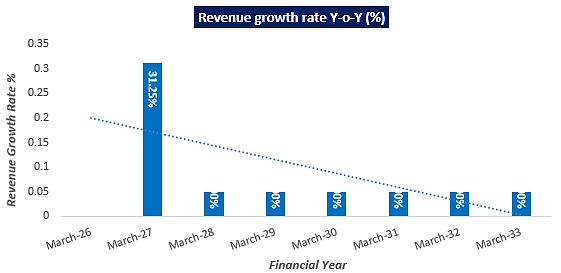 Revenue growth rate Y-o-Y (%)
Revenue Growth Rate %
0.35
0.3
0.25
0.2
0.15
0.1
0.05
0
31.25%
March-26
March-27
March-28
March-29
March-30
March-31
March-32
March-33
Financial Year